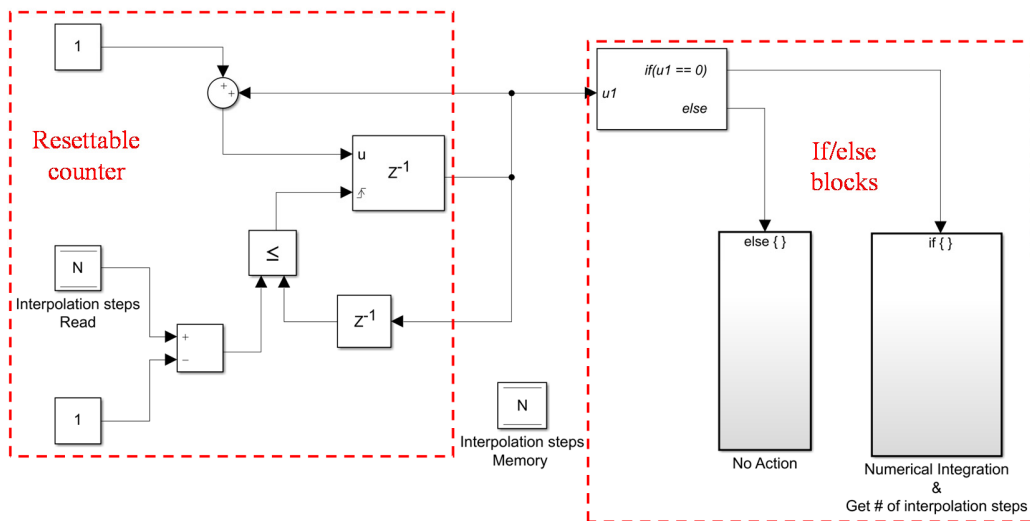 1
+
+
Resettable
counter
u
Z-1
≤
N
Interpolation steps
Read
+
−
Z-1
1
N
Interpolation steps
Memory
u1
if(u1 == 0)
else
If/else
blocks
else { }
No Action
if { }
Numerical Integration
&
Get # of interpolation steps